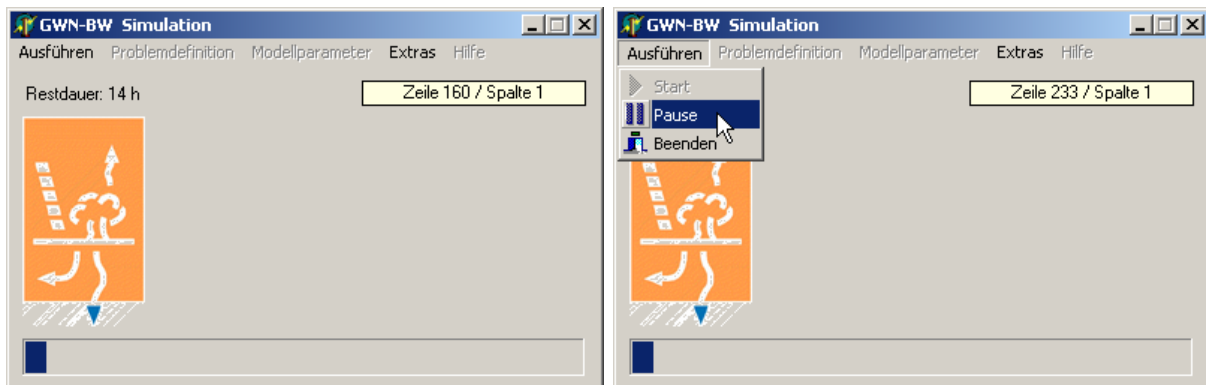 GWN-BW Simulation
Ausführen Problemdefinition Modellparameter Extras Hilfe
Restdauer: 14 h
Zeile 160 / Spalte 1
GWN-BW Simulation
Ausführen Problemdefinition Modellparameter Extras Hilfe
Zeile 233 / Spalte 1
Start
Pause
Beenden